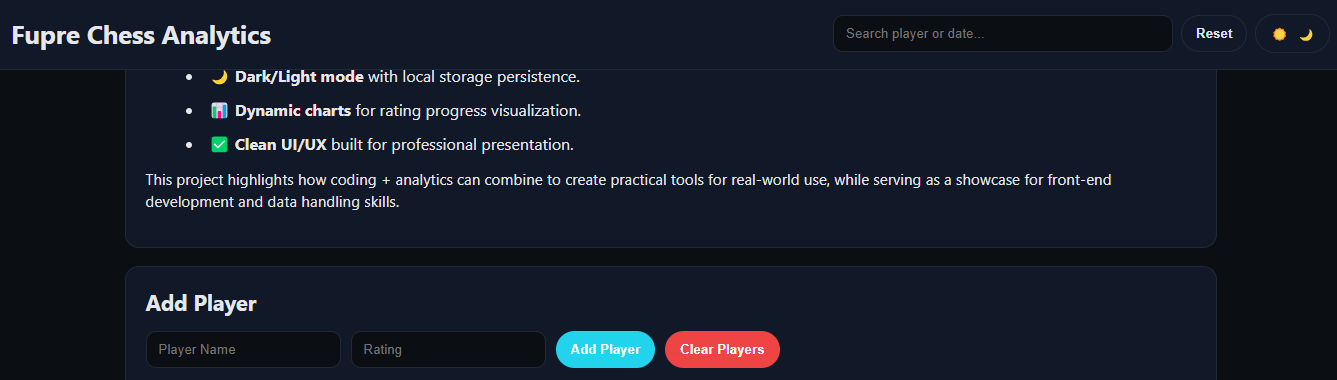 Fupre Chess Analytics
Search player or date...
Reset
Dark/Light mode with local storage persistence.
Dynamic charts for rating progress visualization.
Clean UI/UX built for professional presentation.
This project highlights how coding + analytics can combine to create practical tools for real-world use, while serving as a showcase for front-end
development and data handling skills.
Add Player
Player Name
Rating
Add Player
Clear Players